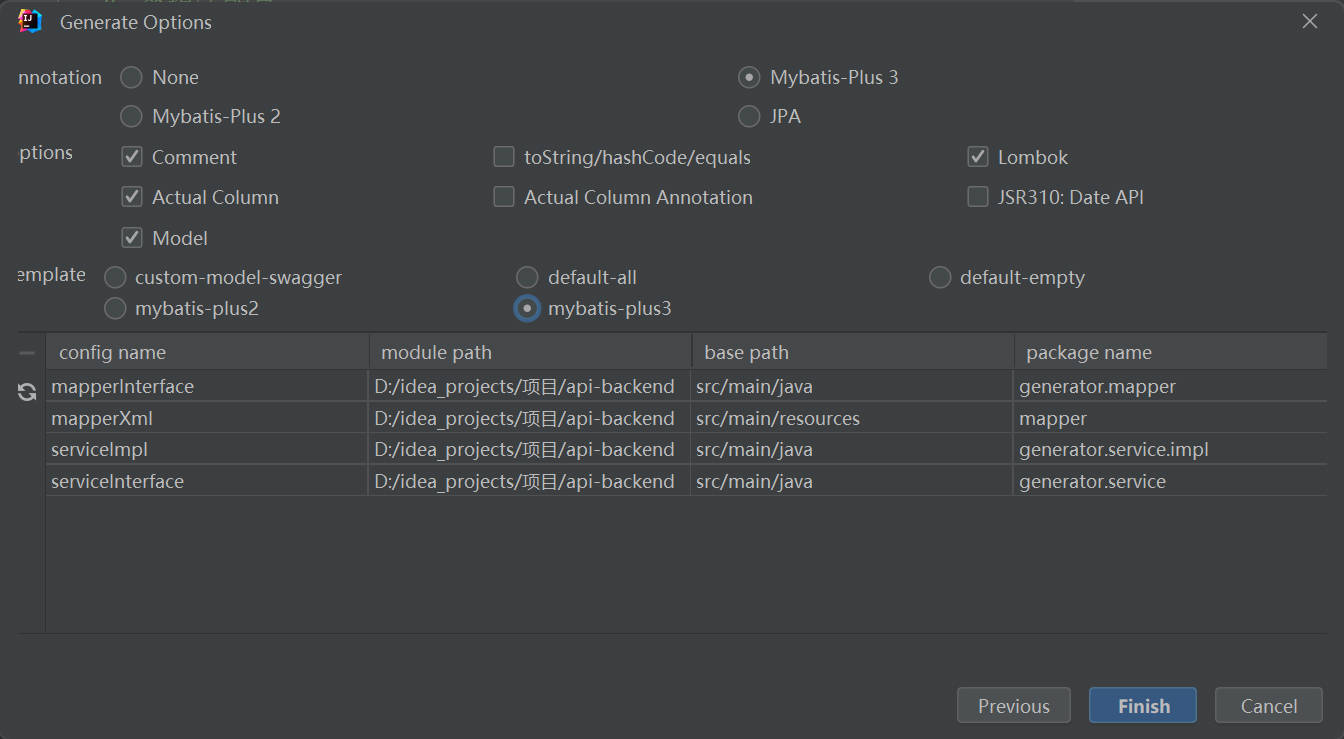 Generate Options
nnotation None Mybatis-Plus 3
Mybatis-Plus 2 JPA
ptions Comment toString/hashCode/equals Lombok
Actual Column Actual Column Annotation JSR310: Date API
Model
emplate custom-model-swagger default-all default-empty
mybatis-plus2 mybatis-plus3
config name module path base path package name
mapperInterface D:/idea_projects/项目/api-backend src/main/java generator.mapper
mapperXml D:/idea_projects/项目/api-backend src/main/resources mapper
serviceImpl D:/idea_projects/项目/api-backend src/main/java generator.service.impl
serviceInterface D:/idea_projects/项目/api-backend src/main/java generator.service
Previous Finish Cancel